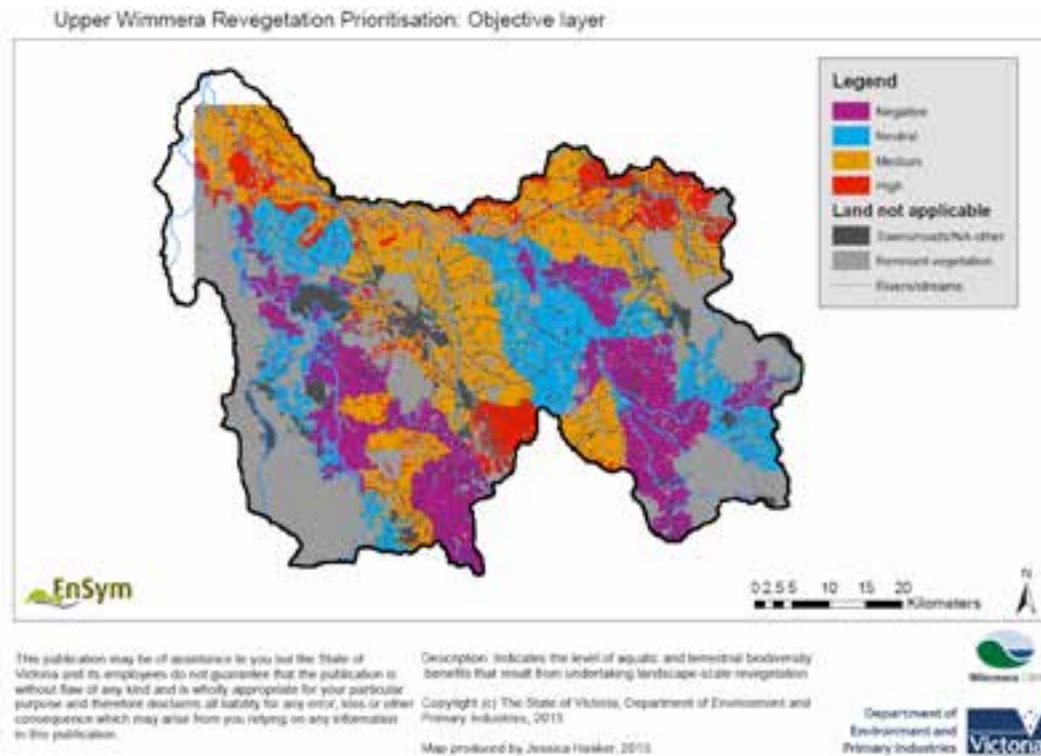 Upper Wimmera Revegetation Prioritisation: Objective layer
Legend
Negative
Neutral
Medium
High
Land not applicable
Town/roads/NA other
Remnant vegetation
Rivers/streams
EnSym
0 2.5 5 10 15 20
Kilometers
N
This publication may be of assistance to you but the State of
Victoria and its employees do not guarantee that the publication is
without flaw of any kind and is wholly appropriate for your particular
purpose and therefore disclaims all liability for any error, loss or other
consequence which may arise from you relying on any information
in this publication.
Description: Indicates the level of aquatic and terrestrial biodiversity
benefits that result from undertaking landscape-scale revegetation
Copyright (c) The State of Victoria, Department of Environment and
Primary Industries, 2013
Map produced by Jessica Hasker, 2013
Wimmera CMA
Department of
Environment and
Primary Industries
Victoria